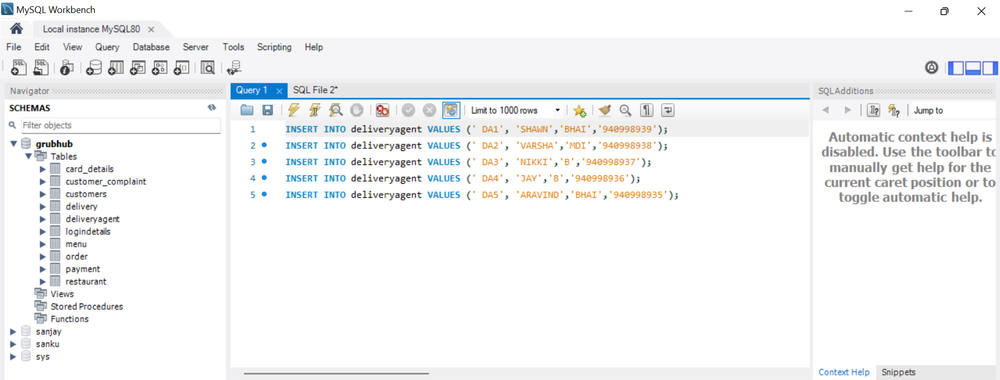 MySQL Workbench
Local instance MySQL80
File Edit View Query Database Server Tools Scripting Help
Navigator
SCHEMAS
Filter objects
grubhub
Tables
card_details
customer_complaint
customers
delivery
deliveryagent
logindetails
menu
order
payment
restaurant
Views
Stored Procedures
Functions
sanjay
sanku
sys
Query 1 SQL File 2*
Limit to 1000 rows
1 INSERT INTO deliveryagent VALUES (' DA1', 'SHAWN','BHAI','940998939');
2 INSERT INTO deliveryagent VALUES (' DA2', 'VARSHA','MDI','940998938');
3 INSERT INTO deliveryagent VALUES (' DA3', 'NIKKI','B','940998937');
4 INSERT INTO deliveryagent VALUES (' DA4', 'JAY','B','940998936');
5 INSERT INTO deliveryagent VALUES (' DA5', 'ARAVIND','BHAI','940998935');
SQLAdditions
Jump to
Automatic context help is
disabled. Use the toolbar to
manually get help for the
current caret position or to
toggle automatic help.
Context Help Snippets